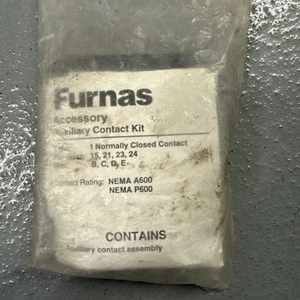 Furnas
Accessory
Auxiliary Contact Kit
1 Normally Closed Contact
15, 21, 23, 24
B, C, D, E
Contact Rating: NEMA A600
NEMA P600
CONTAINS
auxiliary contact assembly